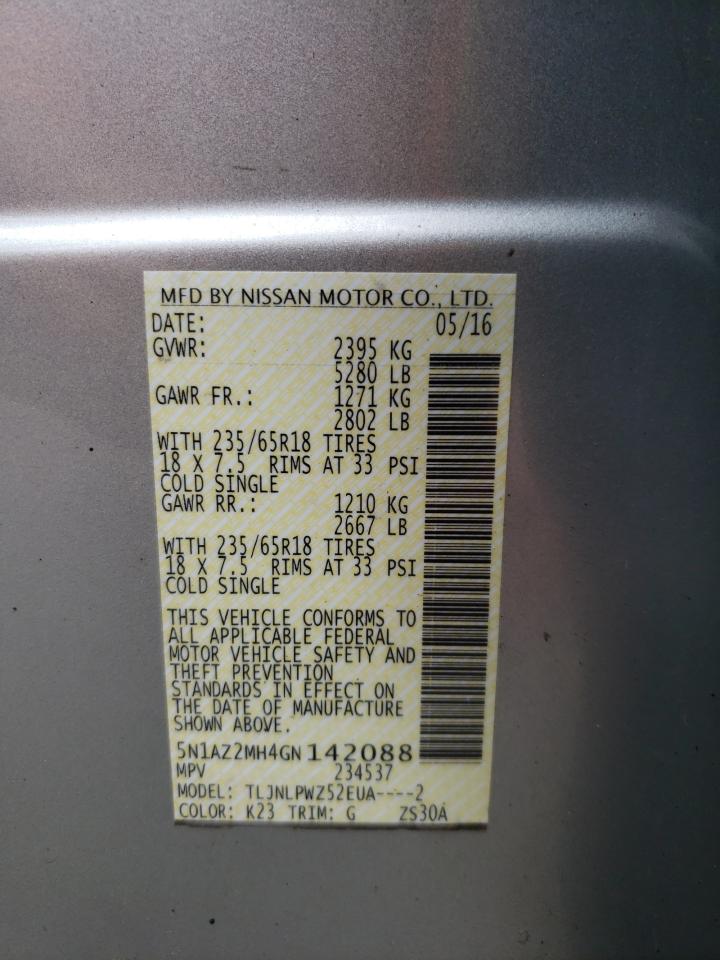 MFD BY NISSAN MOTOR CO., LTD.
DATE: 05/16
GVWR: 2395 KG
5280 LB
GAWR FR.: 1271 KG
2802 LB
WITH 235/65R18 TIRES
18 X 7.5 RIMS AT 33 PSI
COLD SINGLE
GAWR RR.: 1210 KG
2667 LB
WITH 235/65R18 TIRES
18 X 7.5 RIMS AT 33 PSI
COLD SINGLE
THIS VEHICLE CONFORMS TO
ALL APPLICABLE FEDERAL
MOTOR VEHICLE SAFETY AND
THEFT PREVENTION
STANDARDS IN EFFECT ON
THE DATE OF MANUFACTURE
SHOWN ABOVE.
5N1AZ2MH4GN142088
MPV 234537
MODEL: TLJNLPWZ52EUA----2
COLOR: K23 TRIM: G ZS30A